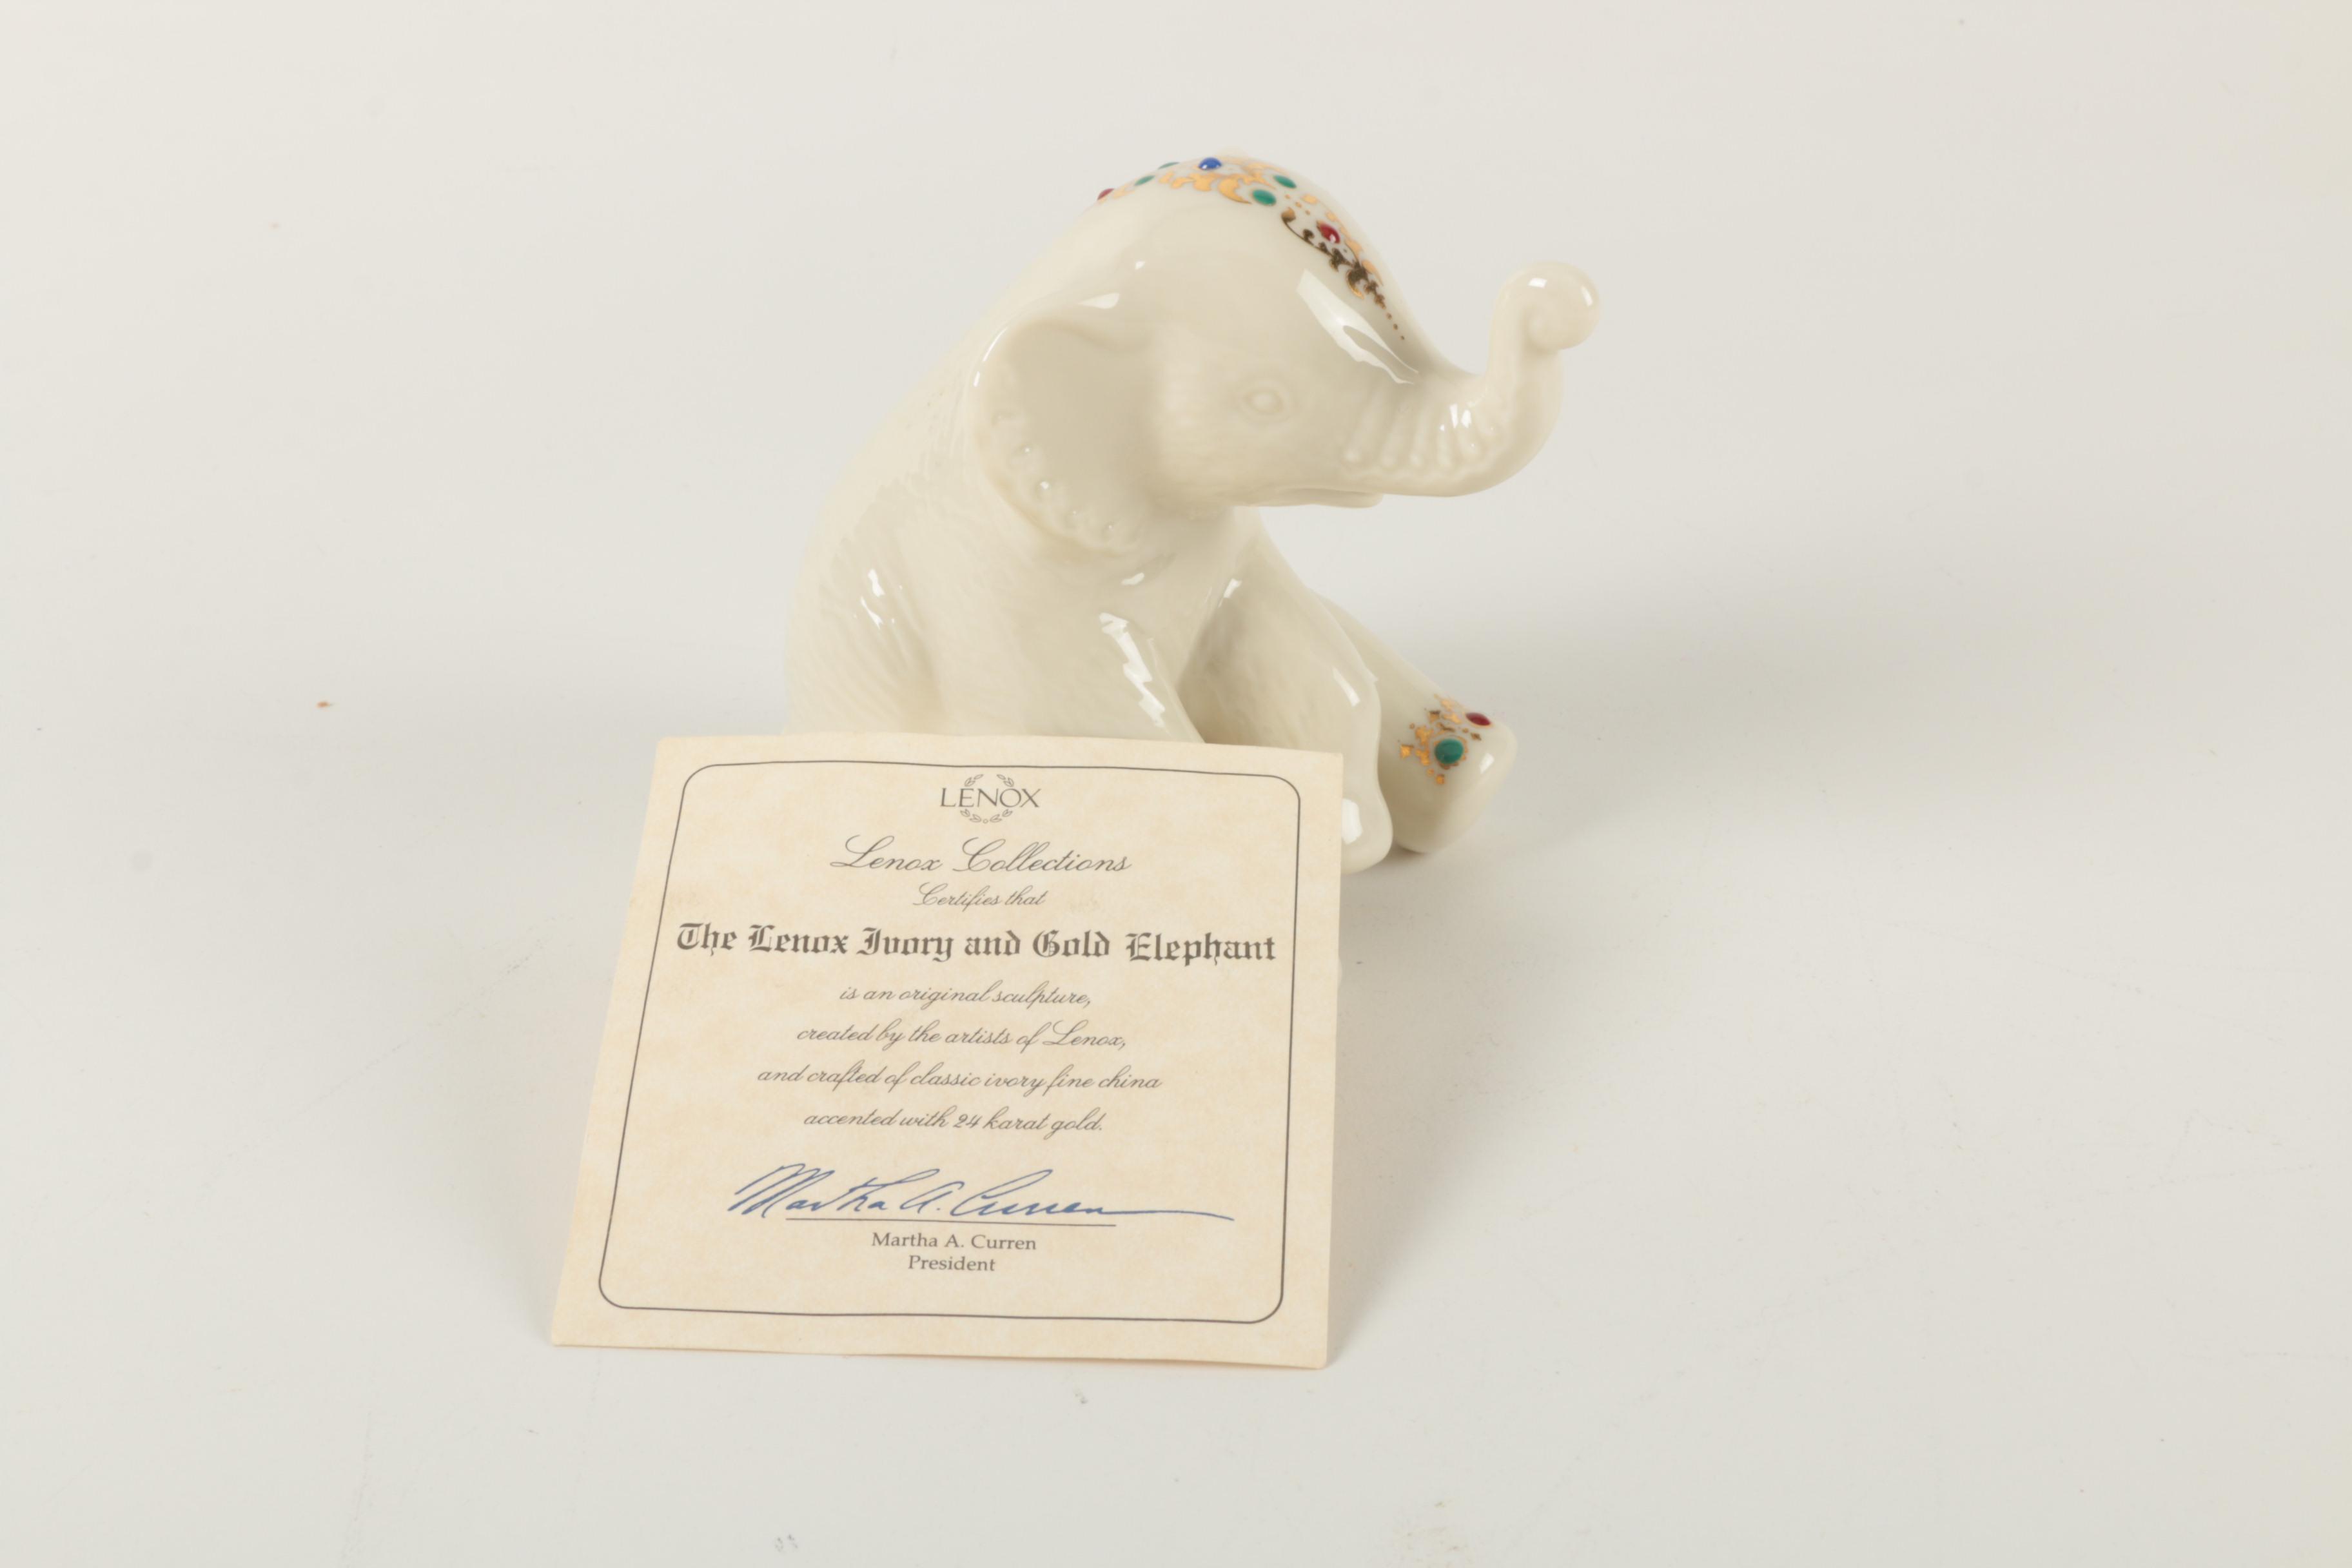 LENOX
Lenox Collections
Certifies that
The Lenox Ivory and Gold Elephant
is an original sculpture,
created by the artists of Lenox,
and crafted of classic ivory fine china
accented with 24 karat gold.
Martha A. Curren
Martha A. Curren
President